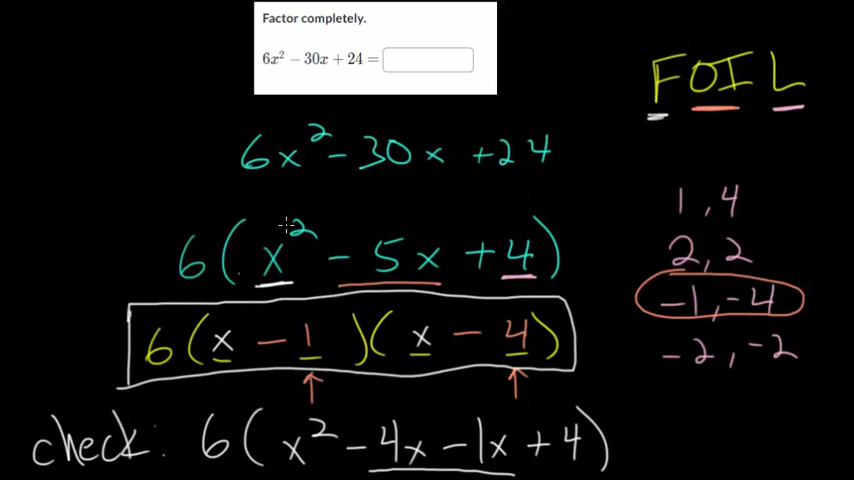 Factor completely.
6x² − 30x + 24 =
FOIL
6x² - 30x + 24
1, 4
6(x² - 5x + 4)
2, 2
-1, -4
6(x - 1)(x - 4)
-2, -2
check: 6(x² - 4x - 1x + 4)